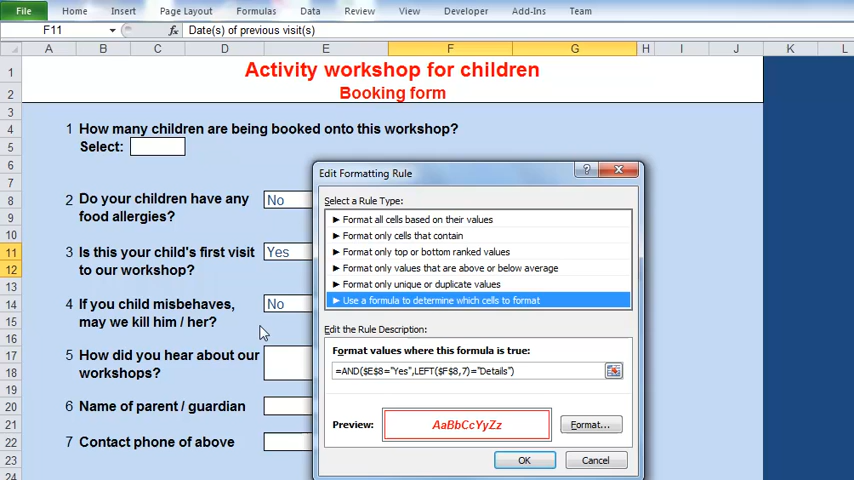 File Home Insert Page Layout Formulas Data Review View Developer Add-Ins Team
F11 fx Date(s) of previous visit(s)
A B C D E F G H I J K L
1 Activity workshop for children
2 Booking form
3
4 1 How many children are being booked onto this workshop?
5 Select:
6
7
8 2 Do your children have any No
9 food allergies?
10
11 3 Is this your child's first visit Yes
12 to our workshop?
13
14 4 If you child misbehaves, No
15 may we kill him / her?
16
17 5 How did you hear about our
18 workshops?
19
20 6 Name of parent / guardian
21
22 7 Contact phone of above
23
24
Edit Formatting Rule
?
Select a Rule Type:
► Format all cells based on their values
► Format only cells that contain
► Format only top or bottom ranked values
► Format only values that are above or below average
► Format only unique or duplicate values
► Use a formula to determine which cells to format
Edit the Rule Description:
Format values where this formula is true:
=AND($E$8="Yes",LEFT($F$8,7)="Details")
Preview: AaBbCcYyZz Format...
OK Cancel